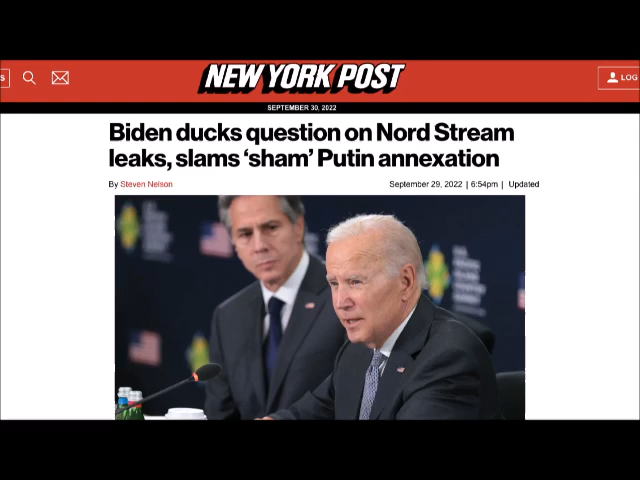 S
NEW YORK POST
LOG
SEPTEMBER 30, 2022
Biden ducks question on Nord Stream
leaks, slams ‘sham’ Putin annexation
By Steven Nelson
September 29, 2022 | 6:54pm | Updated